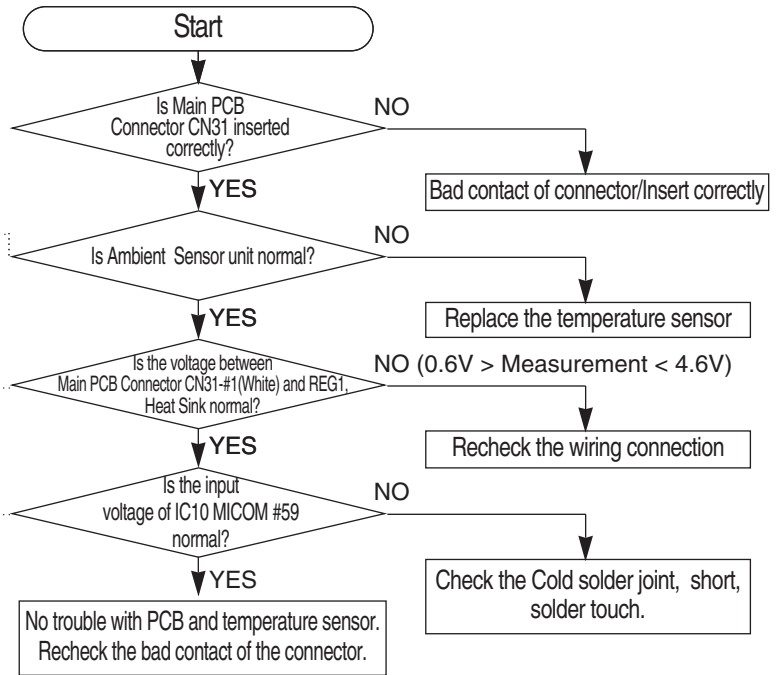 Start
Is Main PCB
Connector CN31 inserted
correctly?
NO
Bad contact of connector/Insert correctly
YES
Is Ambient Sensor unit normal?
NO
Replace the temperature sensor
YES
Is the voltage between
Main PCB Connector CN31-#1(White) and REG1,
Heat Sink normal?
NO (0.6V > Measurement < 4.6V)
Recheck the wiring connection
YES
Is the input
voltage of IC10 MICOM #59
normal?
NO
Check the Cold solder joint, short,
solder touch.
YES
No trouble with PCB and temperature sensor.
Recheck the bad contact of the connector.